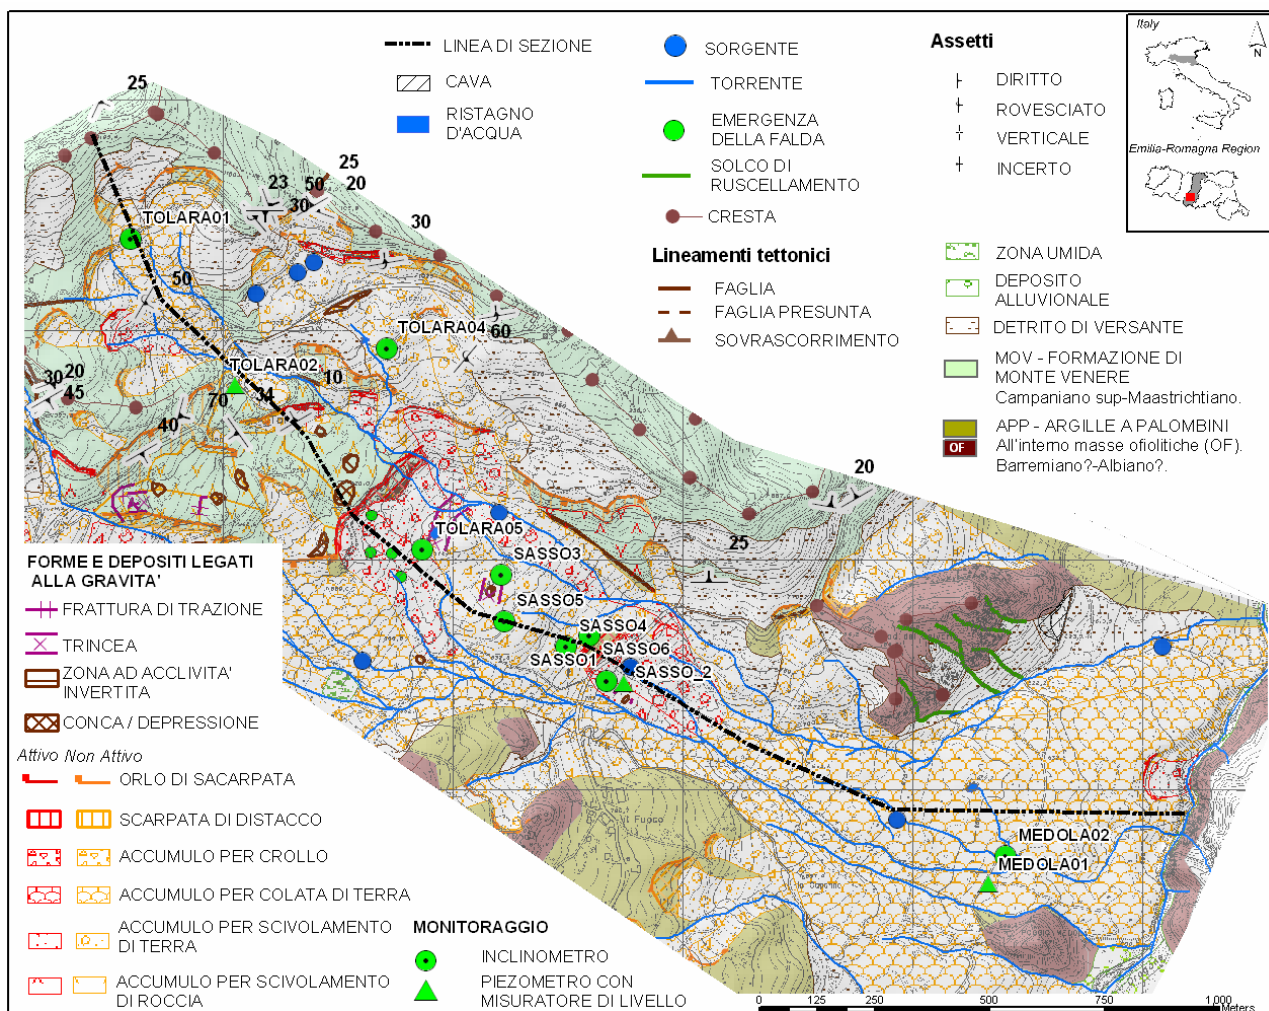 LINEA DI SEZIONE
CAVA
RISTAGNO
D'ACQUA
SORGENTE
TORRENTE
EMERGENZA
DELLA FALDA
SOLCO DI
RUSCELLAMENTO
CRESTA
Lineamenti tettonici
FAGLIA
FAGLIA PRESUNTA
SOVRASCORRIMENTO
Assetti
DIRITTO
ROVESCIATO
VERTICALE
INCERTO
ZONA UMIDA
DEPOSITO
ALLUVIONALE
DETRITO DI VERSANTE
MOV - FORMAZIONE DI
MONTE VENERE
Campaniano sup-Maastrichtiano.
APP - ARGILLE A PALOMBINI
OF
All'interno masse ofiolitiche (OF).
Barremiano?-Albiano?.
Italy
N
Emilia-Romagna Region
25
25
23
50
20
30
30
TOLARA01
50
TOLARA04
60
TOLARA02
10
30
20
45
34
70
40
20
25
TOLARA05
SASSO3
SASSO5
SASSO4
SASSO6
SASSO1
SASSO_2
il Fuoco
MEDOLA02
MEDOLA01
FORME E DEPOSITI LEGATI
ALLA GRAVITA'
FRATTURA DI TRAZIONE
TRINCEA
ZONA AD ACCLIVITA'
INVERTITA
CONCA / DEPRESSIONE
Attivo Non Attivo
ORLO DI SACARPATA
SCARPATA DI DISTACCO
ACCUMULO PER CROLLO
ACCUMULO PER COLATA DI TERRA
ACCUMULO PER SCIVOLAMENTO
DI TERRA
ACCUMULO PER SCIVOLAMENTO
DI ROCCIA
MONITORAGGIO
INCLINOMETRO
PIEZOMETRO CON
MISURATORE DI LIVELLO
0 125 250 500 750 1,000
Meters